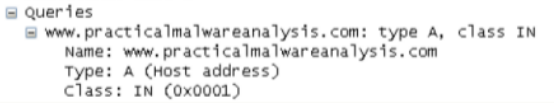 Queries
www.practicalmalwareanalysis.com: type A, class IN
Name: www.practicalmalwareanalysis.com
Type: A (Host address)
Class: IN (0x0001)